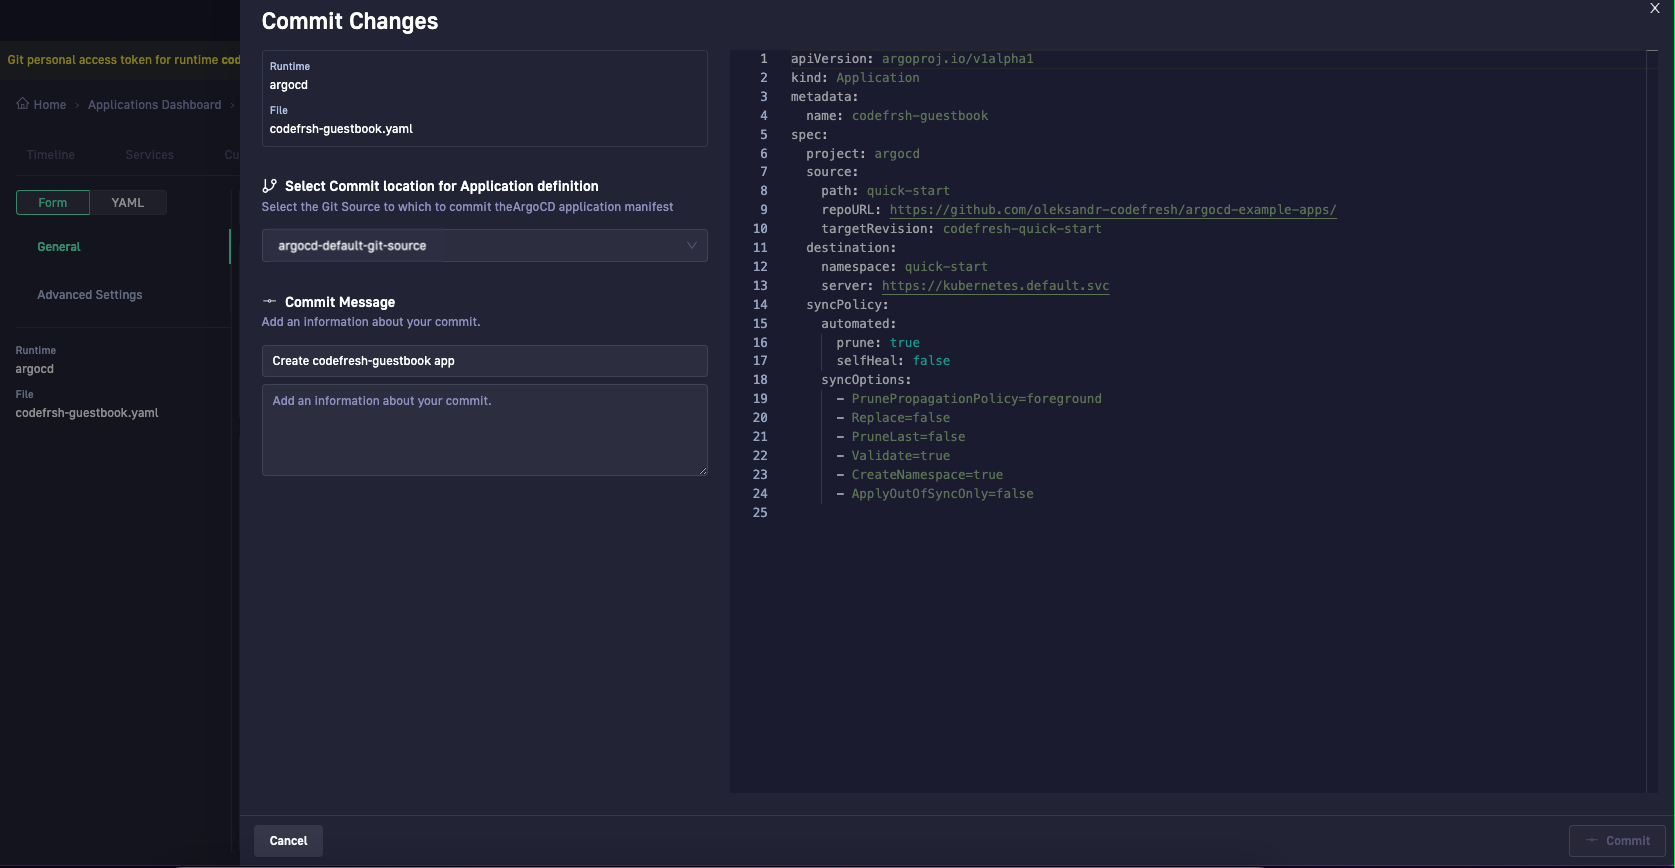 Commit Changes
X
Git personal access token for runtime cod
Home > Applications Dashboard >
Timeline Services Cu
Form YAML
General
Advanced Settings
Runtime
argocd
File
codefrsh-guestbook.yaml
Runtime
argocd
File
codefrsh-guestbook.yaml
Select Commit location for Application definition
Select the Git Source to which to commit theArgoCD application manifest
argocd-default-git-source
Commit Message
Add an information about your commit.
Create codefresh-guestbook app
Add an information about your commit.
1 apiVersion: argoproj.io/v1alpha1
2 kind: Application
3 metadata:
4 name: codefrsh-guestbook
5 spec:
6 project: argocd
7 source:
8 path: quick-start
9 repoURL: https://github.com/oleksandr-codefresh/argocd-example-apps/
10 targetRevision: codefresh-quick-start
11 destination:
12 namespace: quick-start
13 server: https://kubernetes.default.svc
14 syncPolicy:
15 automated:
16 prune: true
17 selfHeal: false
18 syncOptions:
19 - PrunePropagationPolicy=foreground
20 - Replace=false
21 - PruneLast=false
22 - Validate=true
23 - CreateNamespace=true
24 - ApplyOutOfSyncOnly=false
25
Cancel
Commit